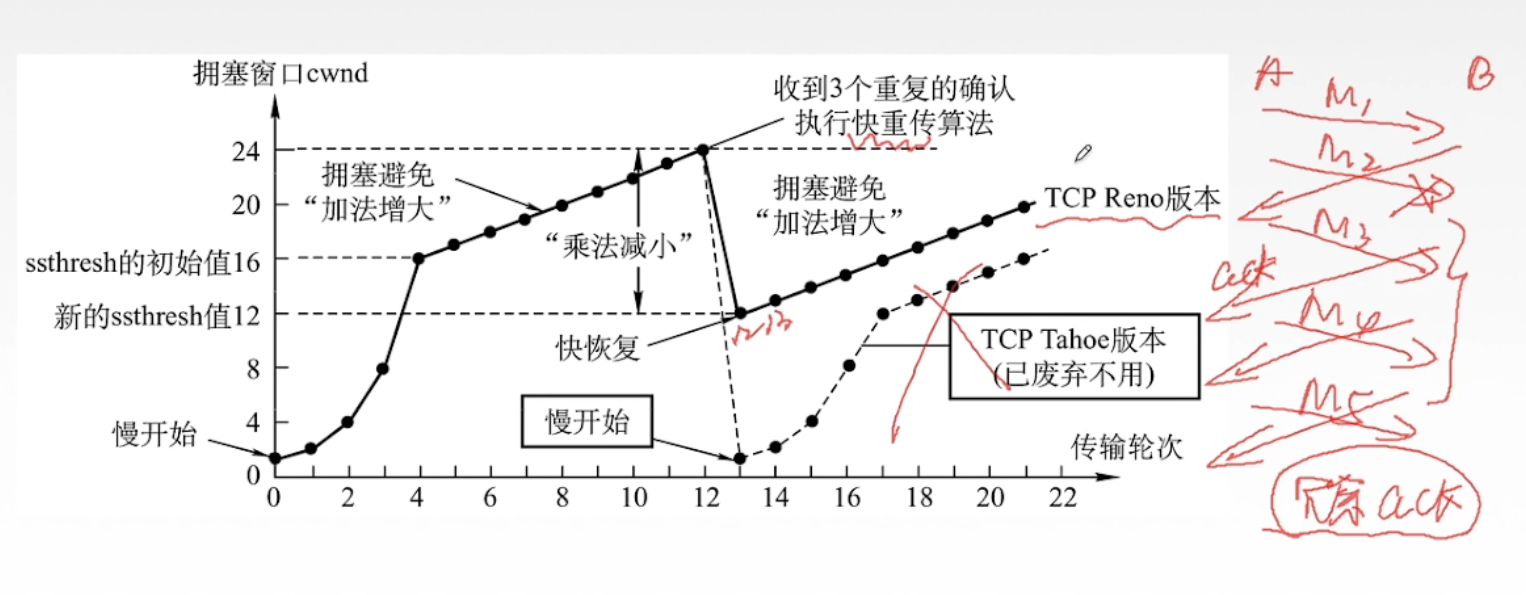 拥塞窗口cwnd
收到3个重复的确认
执行快重传算法
24
拥塞避免
“加法增大”
拥塞避免
“加法增大”
20
TCP Reno版本
“乘法减小”
ssthresh的初始值16
新的ssthresh值12
快恢复
TCP Tahoe版本
(已废弃不用)
8
4
慢开始
慢开始
传输轮次
0
0 2 4 6 8 10 12 14 16 18 20 22
A B
M1
M2
M3
ack
M4
M5
冗余ack